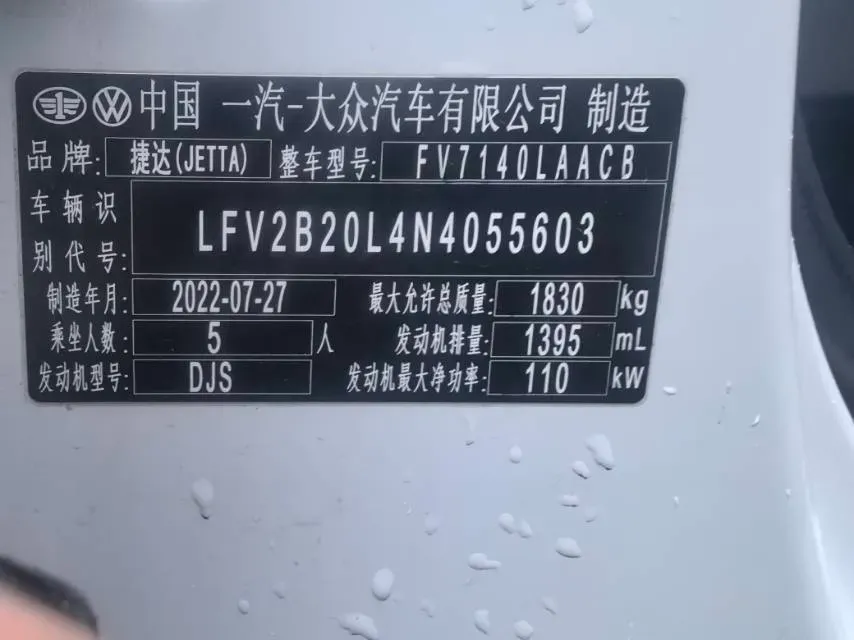 中国 一汽-大众汽车有限公司 制造
品牌: 捷达(JETTA) 整车型号: FV7140LAACB
车辆识别代号: LFV2B20L4N4055603
制造年月: 2022-07-27 最大允许总质量: 1830 kg
乘坐人数: 5 人 发动机排量: 1395 mL
发动机型号: DJS 发动机最大净功率: 110 kW